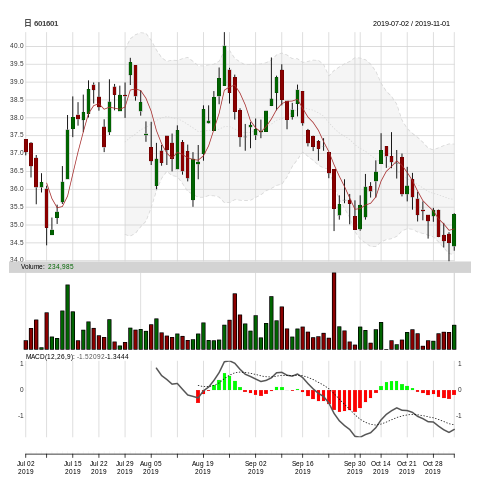 日 601601
2019-07-02 / 2019-11-01
40.0
39.5
39.0
38.5
38.0
37.5
37.0
36.5
36.0
35.5
35.0
34.5
34.0
Volume: 234,985
MACD(12,26,9): -1.52092-1.3444
1 1
0 0
-1 -1
Jul 02 Jul 15 Jul 22 Jul 29 Aug 05 Aug 19 Sep 02 Sep 16 Sep 30 Oct 14 Oct 21 Oct 28
2019 2019 2019 2019 2019 2019 2019 2019 2019 2019 2019 2019